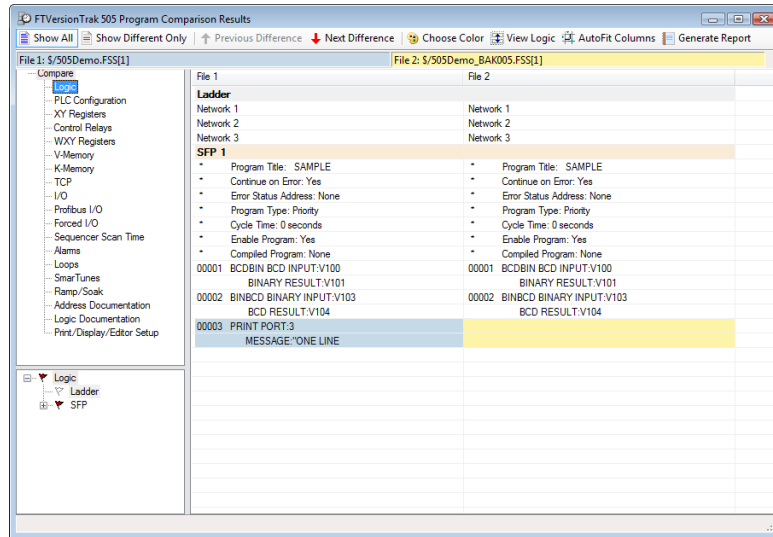 FTVersionTrak 505 Program Comparison Results
Show All Show Different Only Previous Difference Next Difference Choose Color View Logic AutoFit Columns Generate Report
File 1: $/505Demo.FSS[1] File 2: $/505Demo_BAK005.FSS[1]
Compare
Logic
PLC Configuration
XY Registers
Control Relays
WXY Registers
V-Memory
K-Memory
TCP
I/O
Profibus I/O
Forced I/O
Sequencer Scan Time
Alarms
Loops
SmarTunes
Ramp/Soak
Address Documentation
Logic Documentation
Print/Display/Editor Setup
Logic
Ladder
SFP
File 1 File 2
Ladder
Network 1 Network 1
Network 2 Network 2
Network 3 Network 3
SFP 1
* Program Title: SAMPLE * Program Title: SAMPLE
* Continue on Error: Yes * Continue on Error: Yes
* Error Status Address: None * Error Status Address: None
* Program Type: Priority * Program Type: Priority
* Cycle Time: 0 seconds * Cycle Time: 0 seconds
* Enable Program: Yes * Enable Program: Yes
* Compiled Program: None * Compiled Program: None
00001 BCDBIN BCD INPUT:V100 00001 BCDBIN BCD INPUT:V100
BINARY RESULT:V101 BINARY RESULT:V101
00002 BINBCD BINARY INPUT:V103 00002 BINBCD BINARY INPUT:V103
BCD RESULT:V104 BCD RESULT:V104
00003 PRINT PORT:3
MESSAGE:"ONE LINE